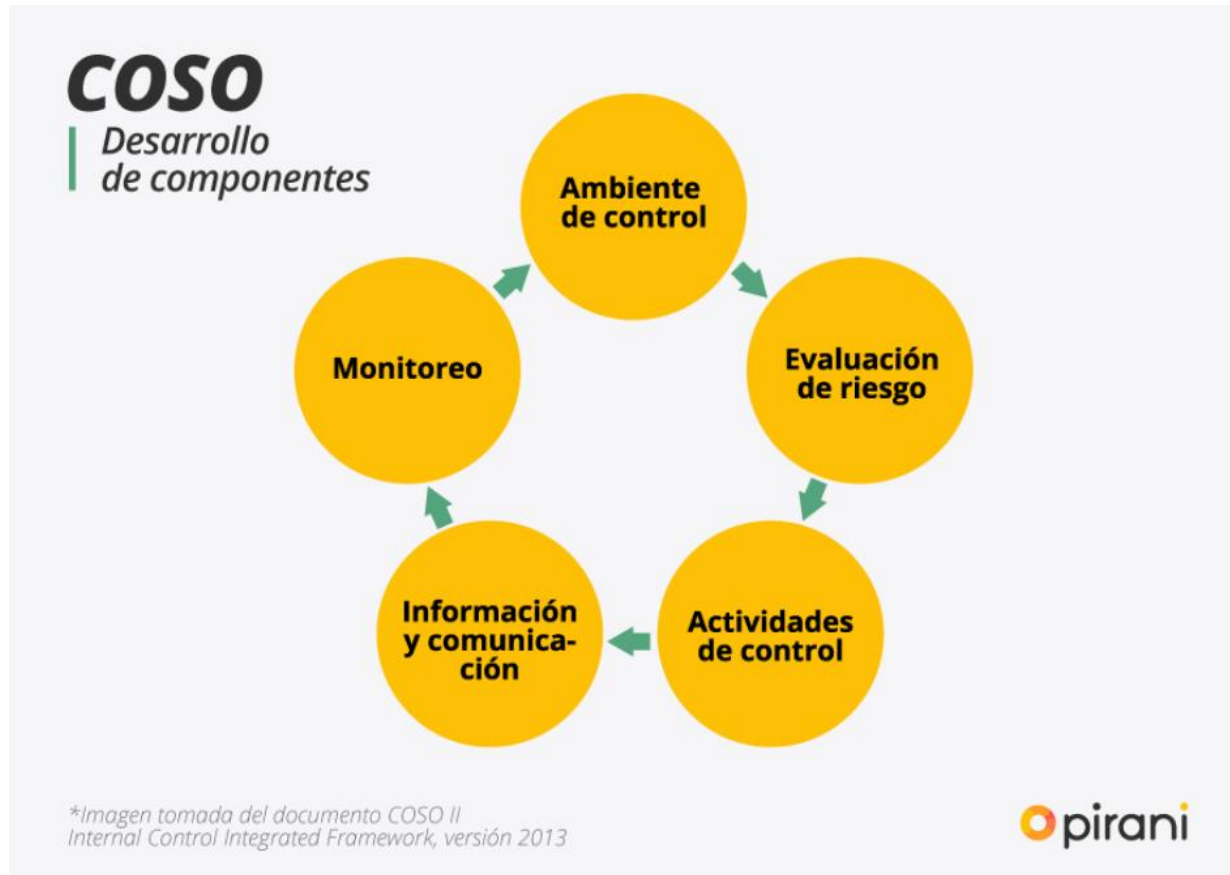 COSO
Desarrollo
de componentes
Ambiente
de control
Evaluación
de riesgo
Actividades
de control
Información
y comunica-
ción
Monitoreo
*Imagen tomada del documento COSO II
Internal Control Integrated Framework, versión 2013
pirani